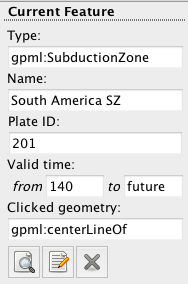 Current Feature
Type:
gpml:SubductionZone
Name:
South America SZ
Plate ID:
201
Valid time:
from 140 to future
Clicked geometry:
gpml:centerLineOf